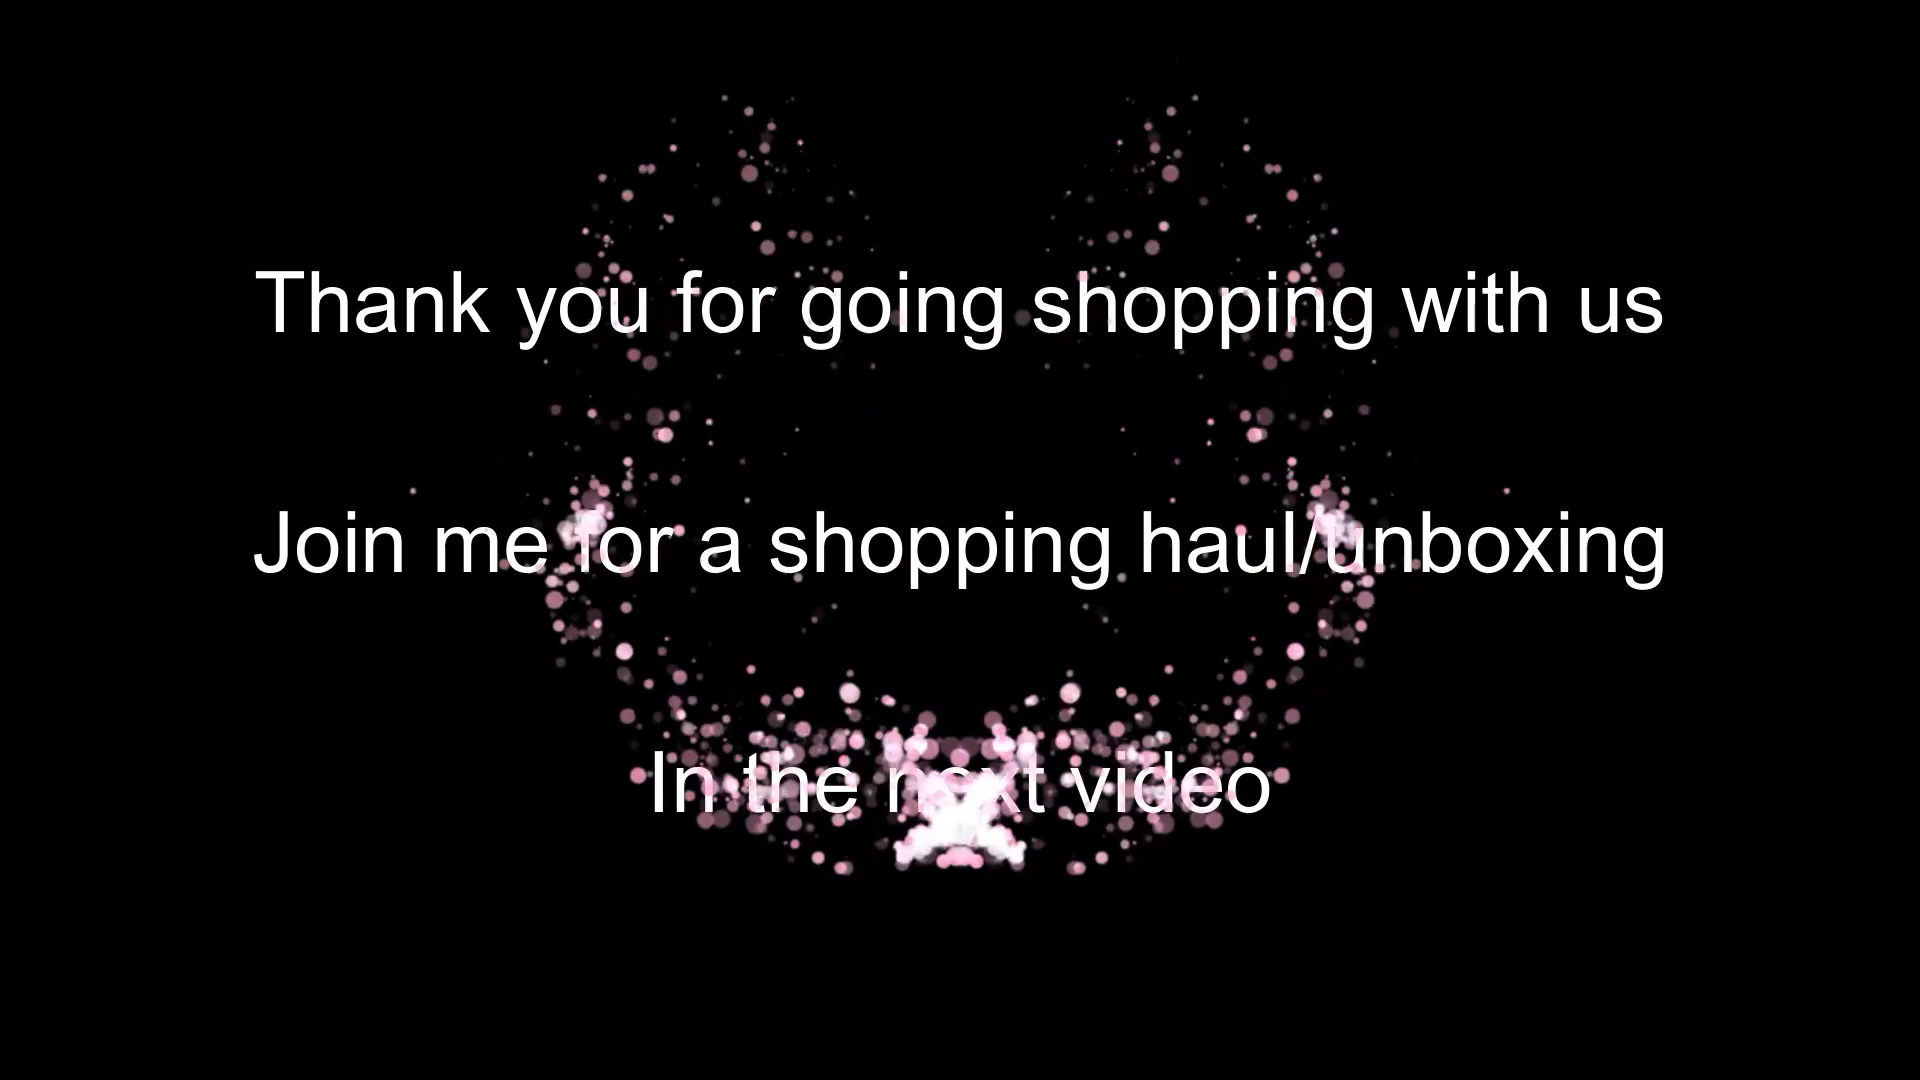 Thank you for going shopping with us
Join me for a shopping haul/unboxing
In the next video